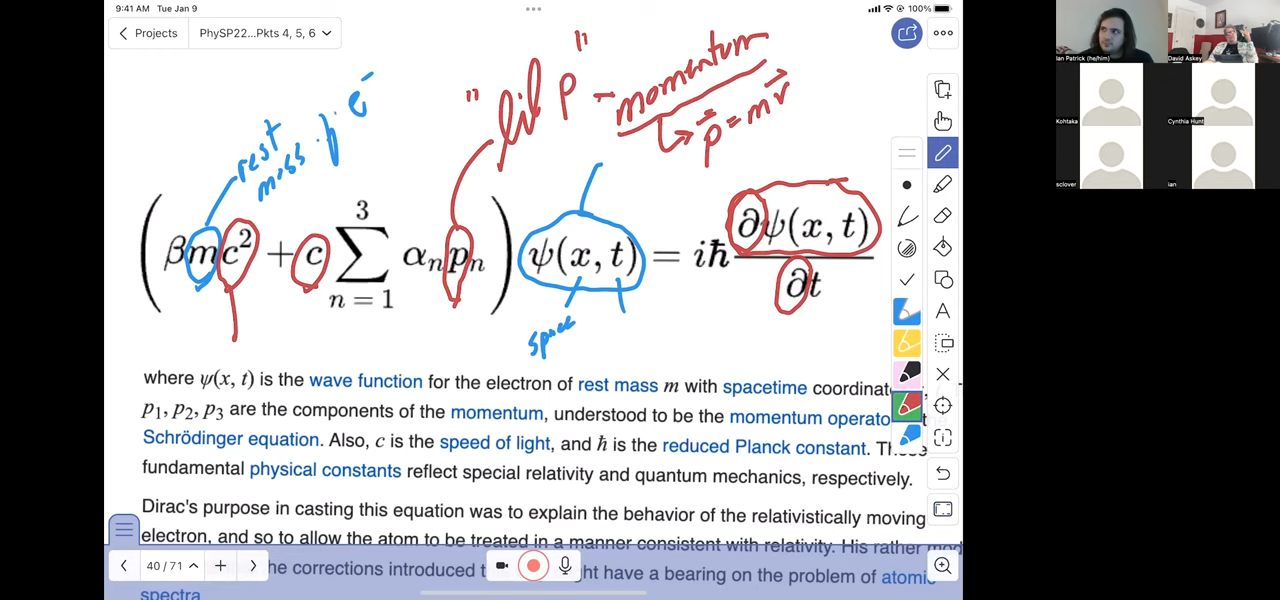 9:41 AM Tue Jan 9
100%
Projects
PhySP22...Pkts 4, 5, 6
"lil p" - momentum
p = mv
rest mass of e-
(βmc² + c ∑ₙ₌₁³ αₙpₙ) ψ(x, t) = iħ ∂ψ(x, t)/∂t
space
where ψ(x, t) is the wave function for the electron of rest mass m with spacetime coordinate
p₁, p₂, p₃ are the components of the momentum, understood to be the momentum operato
Schrödinger equation. Also, c is the speed of light, and ħ is the reduced Planck constant. These
fundamental physical constants reflect special relativity and quantum mechanics, respectively.
Dirac's purpose in casting this equation was to explain the behavior of the relativistically moving
electron, and so to allow the atom to be treated in a manner consistent with relativity. His rather mod
he corrections introduced t ght have a bearing on the problem of atomic
spectra
40 / 71
Ian Patrick (he/him)
David Askey
Kohtaka
Cynthia Hunt
sclover
Ian